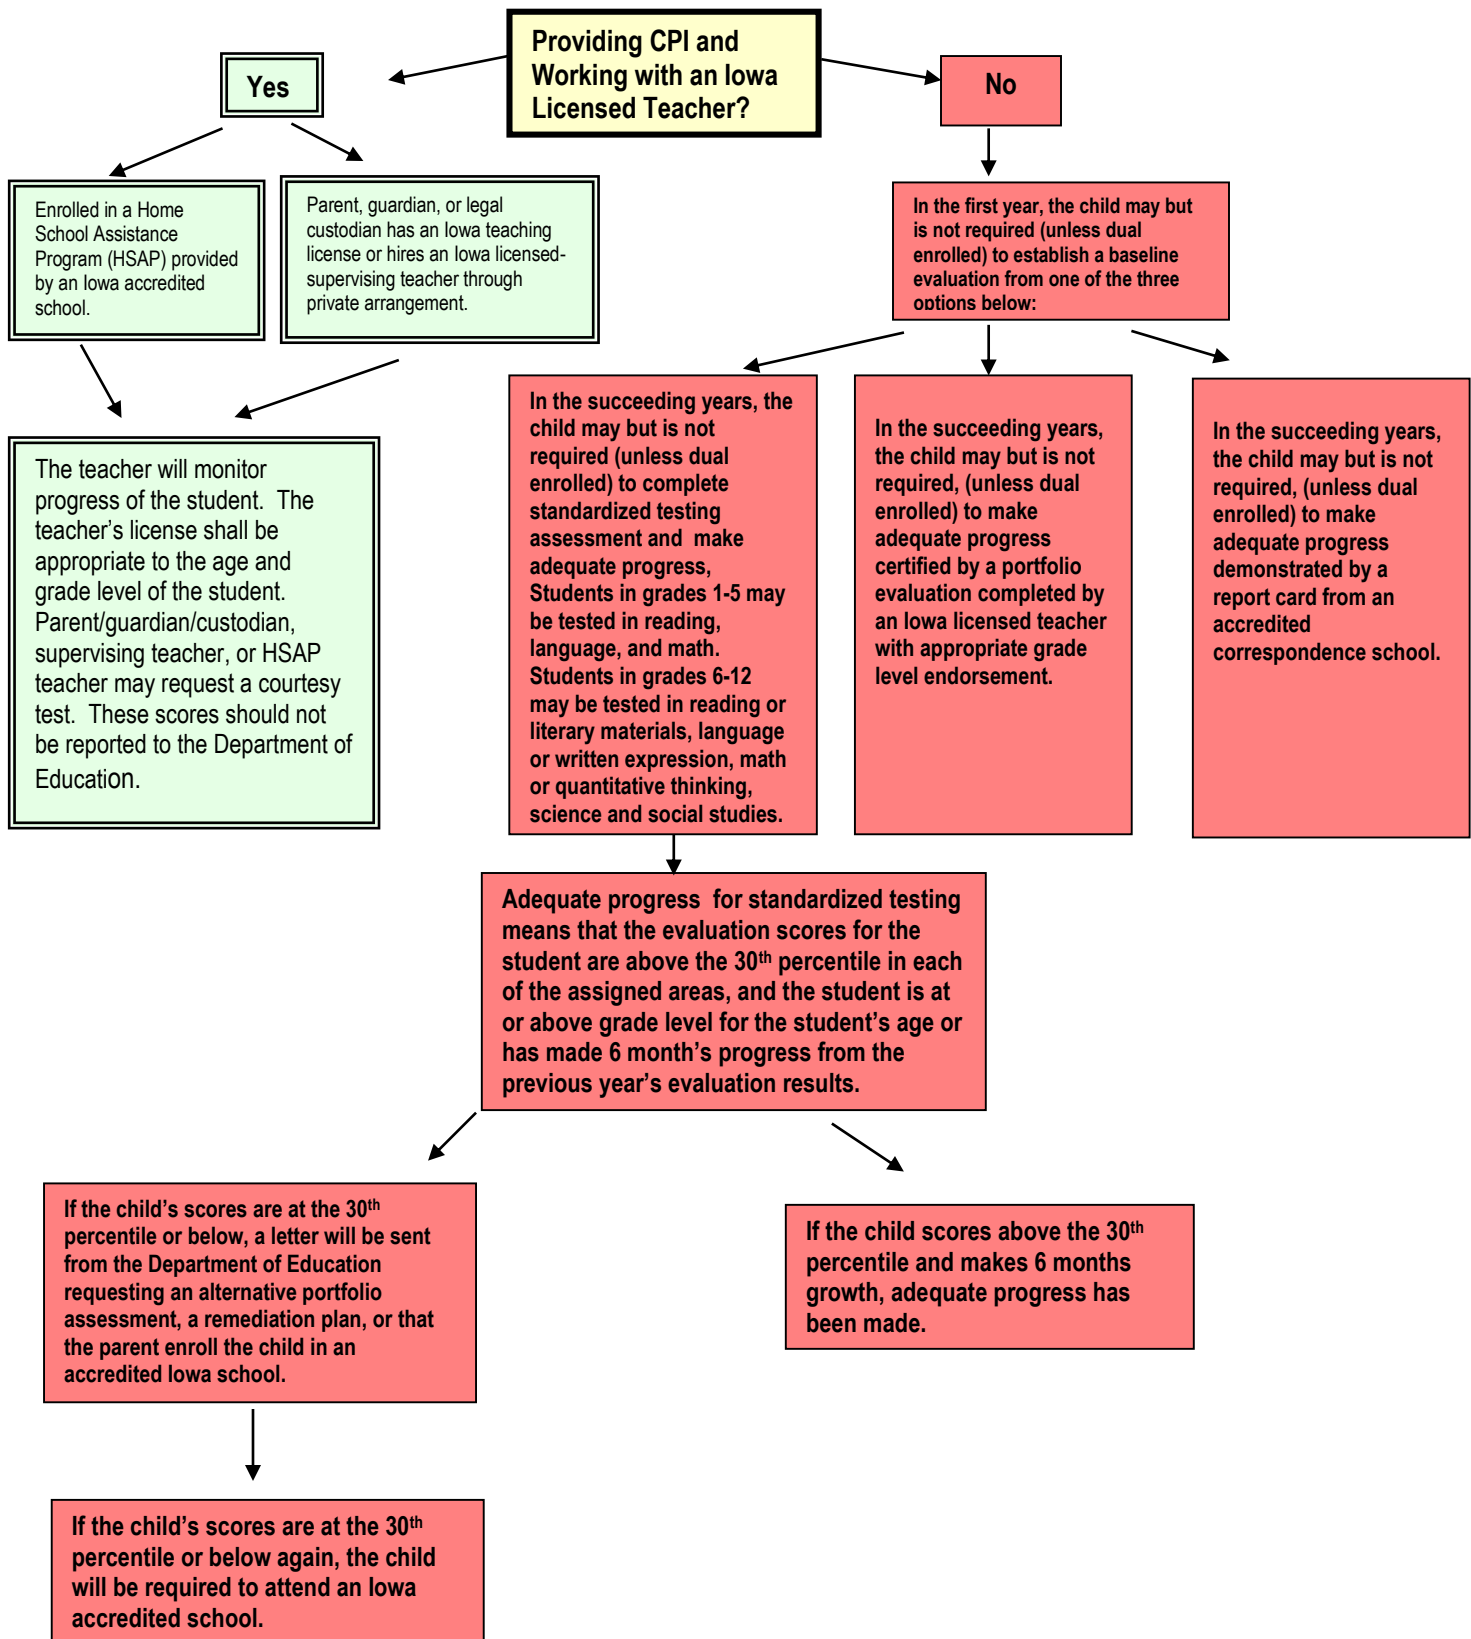 Providing CPI and
Working with an Iowa
Licensed Teacher?
Yes
No
Enrolled in a Home
School Assistance
Program (HSAP) provided
by an Iowa accredited
school.
Parent, guardian, or legal
custodian has an Iowa teaching
license or hires an Iowa licensed-
supervising teacher through
private arrangement.
In the first year, the child may but
is not required (unless dual
enrolled) to establish a baseline
evaluation from one of the three
options below:
The teacher will monitor
progress of the student.  The
teacher’s license shall be
appropriate to the age and
grade level of the student.
Parent/guardian/custodian,
supervising teacher, or HSAP
teacher may request a courtesy
test.  These scores should not
be reported to the Department of
Education.
In the succeeding years, the
child may but is not
required (unless dual
enrolled) to complete
standardized testing
assessment and  make
adequate progress,
Students in grades 1-5 may
be tested in reading,
language, and math.
Students in grades 6-12
may be tested in reading or
literary materials, language
or written expression, math
or quantitative thinking,
science and social studies.
In the succeeding years,
the child may but is not
required, (unless dual
enrolled) to make
adequate progress
certified by a portfolio
evaluation completed by
an Iowa licensed teacher
with appropriate grade
level endorsement.
In the succeeding years,
the child may but is not
required, (unless dual
enrolled) to make
adequate progress
demonstrated by a
report card from an
accredited
correspondence school.
Adequate progress  for standardized testing
means that the evaluation scores for the
student are above the 30th percentile in each
of the assigned areas, and the student is at
or above grade level for the student’s age or
has made 6 month’s progress from the
previous year’s evaluation results.
If the child’s scores are at the 30th
percentile or below, a letter will be sent
from the Department of Education
requesting an alternative portfolio
assessment, a remediation plan, or that
the parent enroll the child in an
accredited Iowa school.
If the child scores above the 30th
percentile and makes 6 months
growth, adequate progress has
been made.
If the child’s scores are at the 30th
percentile or below again, the child
will be required to attend an Iowa
accredited school.